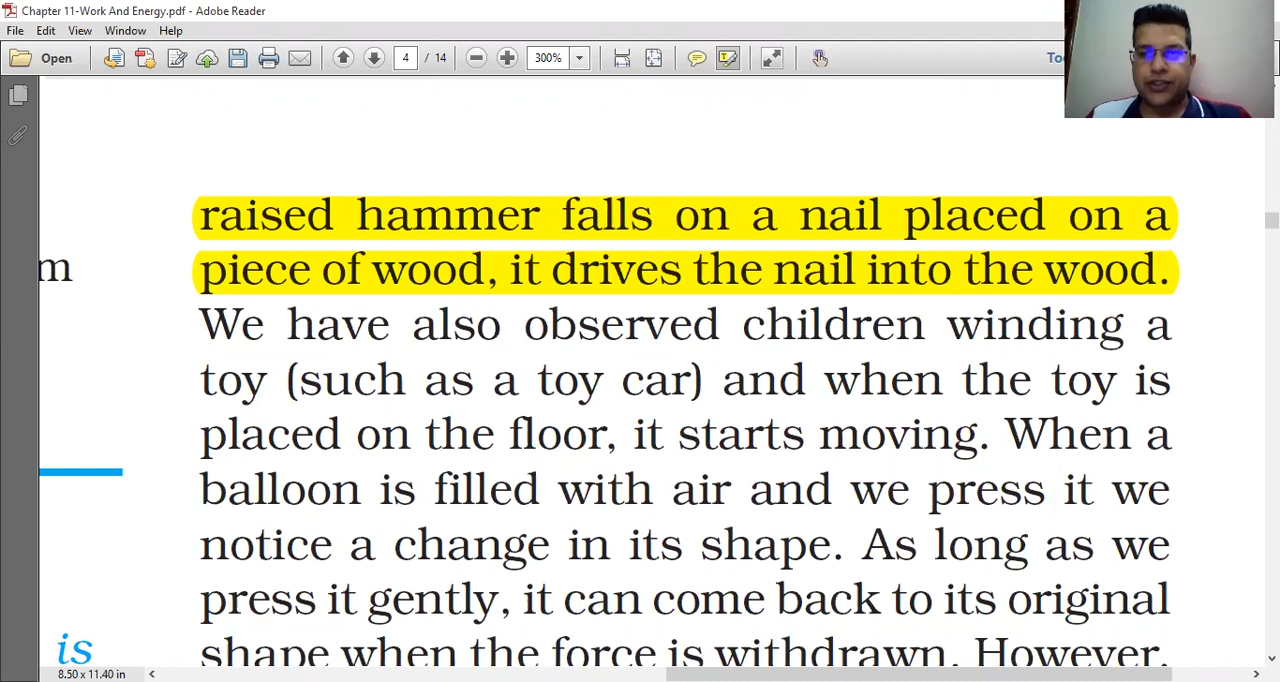 Chapter 11-Work And Energy.pdf - Adobe Reader
File Edit View Window Help
Open 4 / 14 300%
raised hammer falls on a nail placed on a
m
piece of wood, it drives the nail into the wood.
We have also observed children winding a
toy (such as a toy car) and when the toy is
placed on the floor, it starts moving. When a
balloon is filled with air and we press it we
notice a change in its shape. As long as we
press it gently, it can come back to its original
is
shape when the force is withdrawn. However,
8.50 x 11.40 in